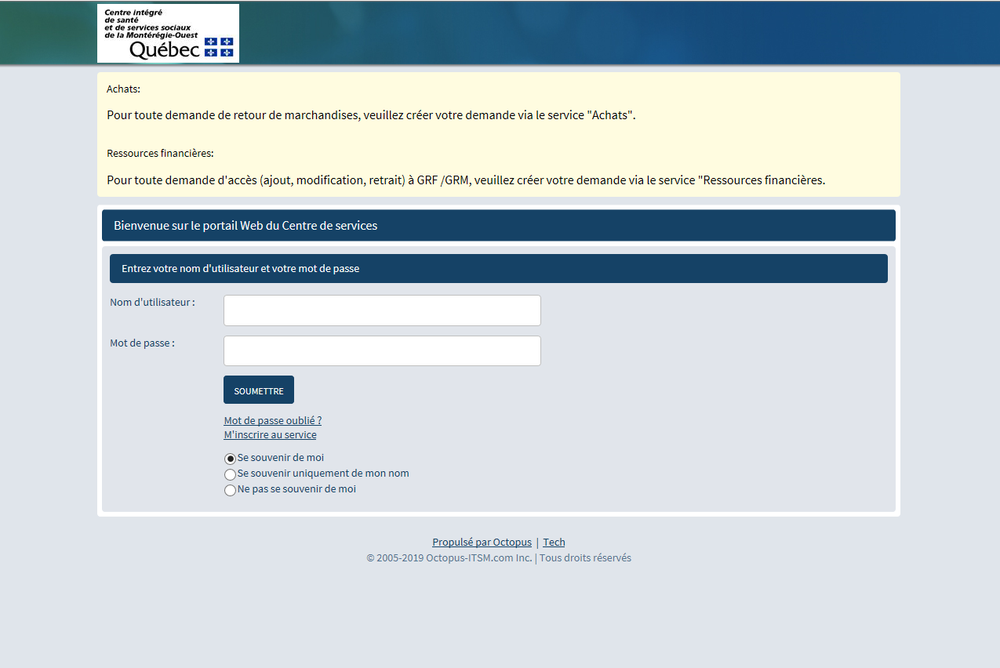 Centre intégré
de santé
et de services sociaux
de la Montérégie-Ouest
Québec
Achats:
Pour toute demande de retour de marchandises, veuillez créer votre demande via le service "Achats".
Ressources financières:
Pour toute demande d'accès (ajout, modification, retrait) à GRF /GRM, veuillez créer votre demande via le service "Ressources financières.
Bienvenue sur le portail Web du Centre de services
Entrez votre nom d'utilisateur et votre mot de passe
Nom d'utilisateur :
Mot de passe :
SOUMETTRE
Mot de passe oublié ?
M'inscrire au service
Se souvenir de moi
Se souvenir uniquement de mon nom
Ne pas se souvenir de moi
Propulsé par Octopus | Tech
© 2005-2019 Octopus-ITSM.com Inc. | Tous droits réservés